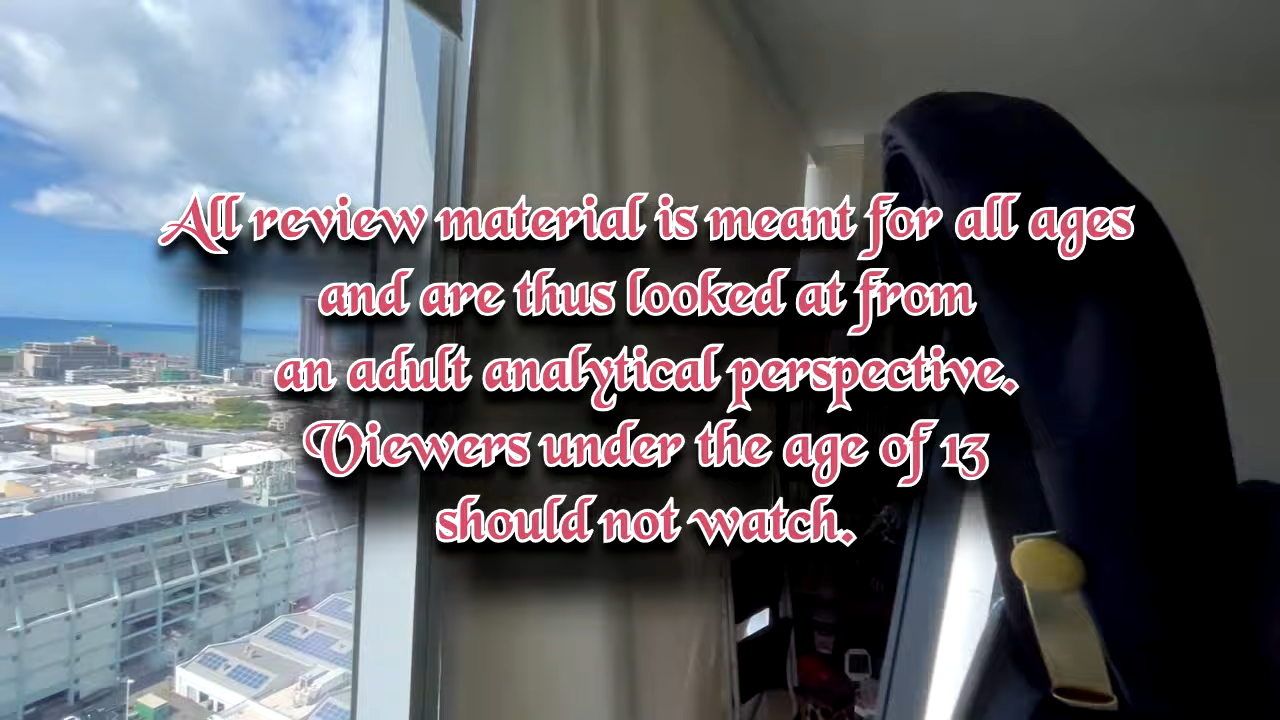 All review material is meant for all ages
and are thus looked at from
an adult analytical perspective.
Viewers under the age of 13
should not watch.